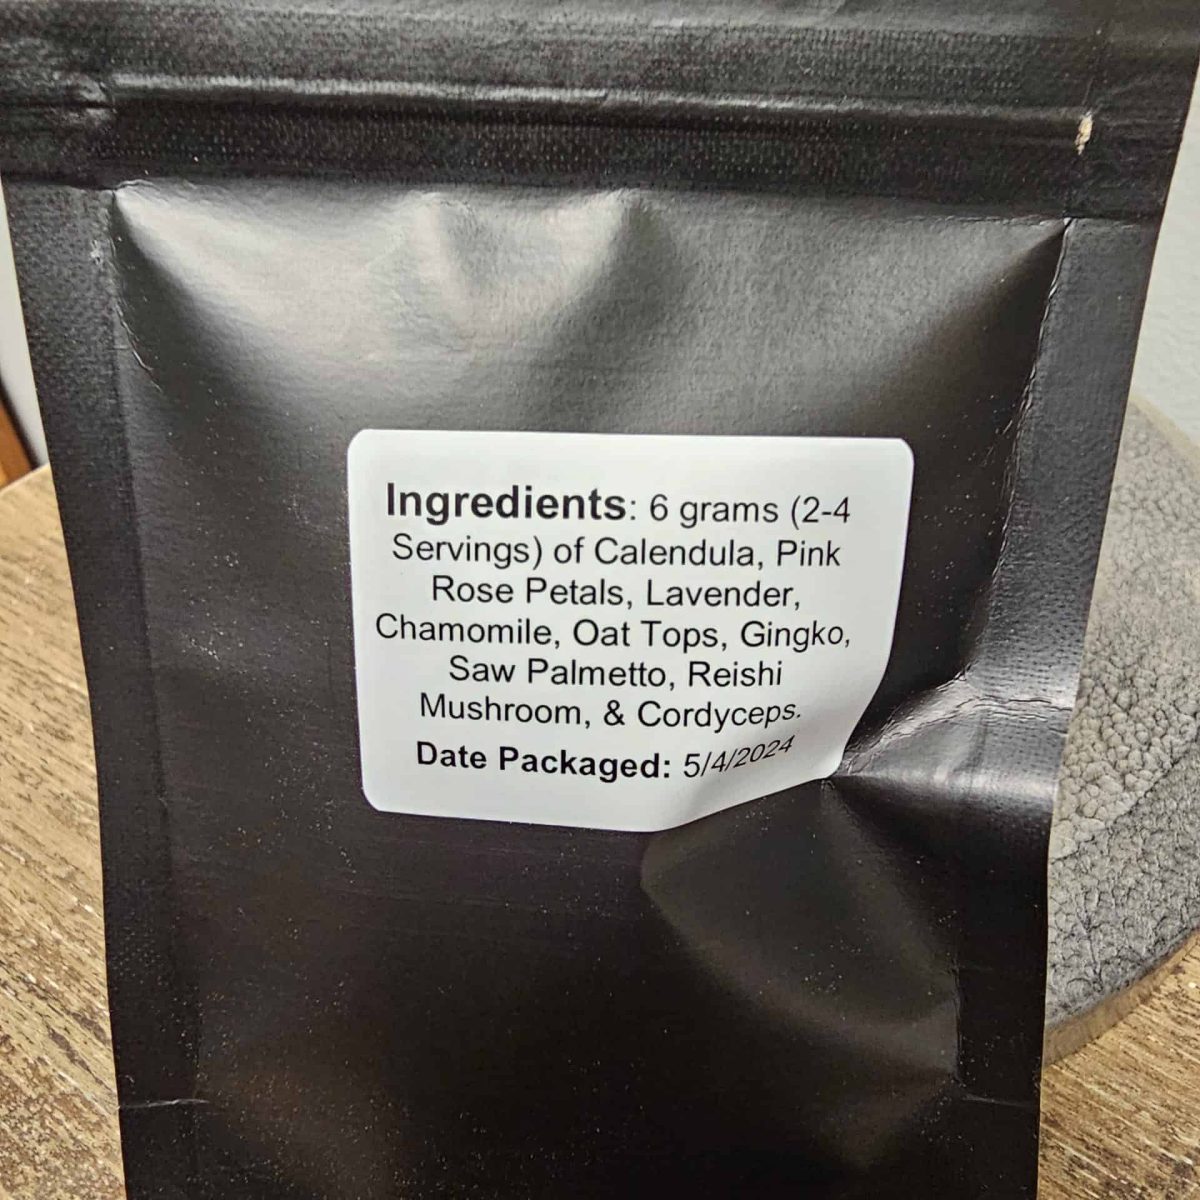 Ingredients: 6 grams (2-4
Servings) of Calendula, Pink
Rose Petals, Lavender,
Chamomile, Oat Tops, Gingko,
Saw Palmetto, Reishi
Mushroom, & Cordyceps.
Date Packaged: 5/4/2024